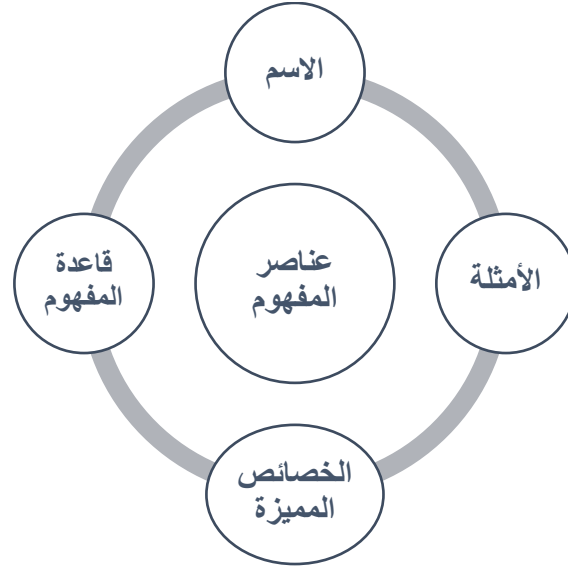 الاسم
عناصر
المفهوم
الأمثلة
قاعدة
المفهوم
الخصائص
المميزة